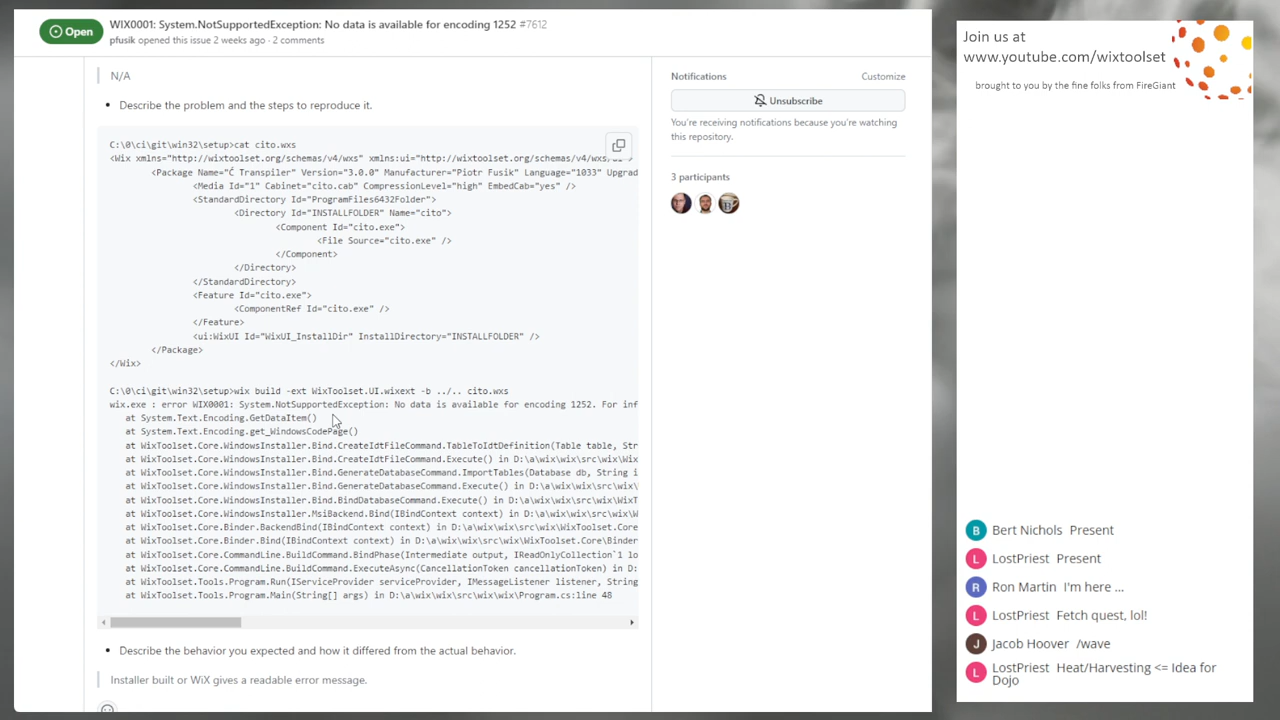 Open
WIX0001: System.NotSupportedException: No data is available for encoding 1252 #7612
pfusik opened this issue 2 weeks ago · 2 comments
N/A
• Describe the problem and the steps to reproduce it.
C:\0\ci\git\win32\setup>cat cito.wxs
<Wix xmlns="http://wixtoolset.org/schemas/v4/wxs" xmlns:ui="http://wixtoolset.org/schemas/v4/wxs/ui">
<Package Name="Ć Transpiler" Version="3.0.0" Manufacturer="Piotr Fusik" Language="1033" Upgrad
<Media Id="1" Cabinet="cito.cab" CompressionLevel="high" EmbedCab="yes" />
<StandardDirectory Id="ProgramFiles6432Folder">
<Directory Id="INSTALLFOLDER" Name="cito">
<Component Id="cito.exe">
<File Source="cito.exe" />
</Component>
</Directory>
</StandardDirectory>
<Feature Id="cito.exe">
<ComponentRef Id="cito.exe" />
</Feature>
<ui:WixUI Id="WixUI_InstallDir" InstallDirectory="INSTALLFOLDER" />
</Package>
</Wix>
C:\0\ci\git\win32\setup>wix build -ext WixToolset.UI.wixext -b ../.. cito.wxs
wix.exe : error WIX0001: System.NotSupportedException: No data is available for encoding 1252. For inf
at System.Text.Encoding.GetDataItem()
at System.Text.Encoding.get_WindowsCodePage()
at WixToolset.Core.WindowsInstaller.Bind.CreateIdtFileCommand.TableToIdtDefinition(Table table, Str
at WixToolset.Core.WindowsInstaller.Bind.CreateIdtFileCommand.Execute() in D:\a\wix\wix\src\wix\Wix
at WixToolset.Core.WindowsInstaller.Bind.GenerateDatabaseCommand.ImportTables(Database db, String i
at WixToolset.Core.WindowsInstaller.Bind.GenerateDatabaseCommand.Execute() in D:\a\wix\wix\src\wix\
at WixToolset.Core.WindowsInstaller.Bind.BindDatabaseCommand.Execute() in D:\a\wix\wix\src\wix\WixT
at WixToolset.Core.WindowsInstaller.MsiBackend.Bind(IBindContext context) in D:\a\wix\wix\src\wix\W
at WixToolset.Core.Binder.BackendBind(IBindContext context) in D:\a\wix\wix\src\wix\WixToolset.Core
at WixToolset.Core.Binder.Bind(IBindContext context) in D:\a\wix\wix\src\wix\WixToolset.Core\Binder
at WixToolset.Core.CommandLine.BuildCommand.BindPhase(Intermediate output, IReadOnlyCollection`1 lo
at WixToolset.Core.CommandLine.BuildCommand.ExecuteAsync(CancellationToken cancellationToken) in D:
at WixToolset.Tools.Program.Run(IServiceProvider serviceProvider, IMessageListener listener, String
at WixToolset.Tools.Program.Main(String[] args) in D:\a\wix\wix\src\wix\wix\Program.cs:line 48
• Describe the behavior you expected and how it differed from the actual behavior.
Installer built or WiX gives a readable error message.
Notifications
Customize
Unsubscribe
You're receiving notifications because you're watching
this repository.
3 participants
Join us at
www.youtube.com/wixtoolset
brought to you by the fine folks from FireGiant
B Bert Nichols Present
L LostPriest Present
R Ron Martin I'm here ...
L LostPriest Fetch quest, lol!
J Jacob Hoover /wave
L LostPriest Heat/Harvesting <= Idea for
Dojo